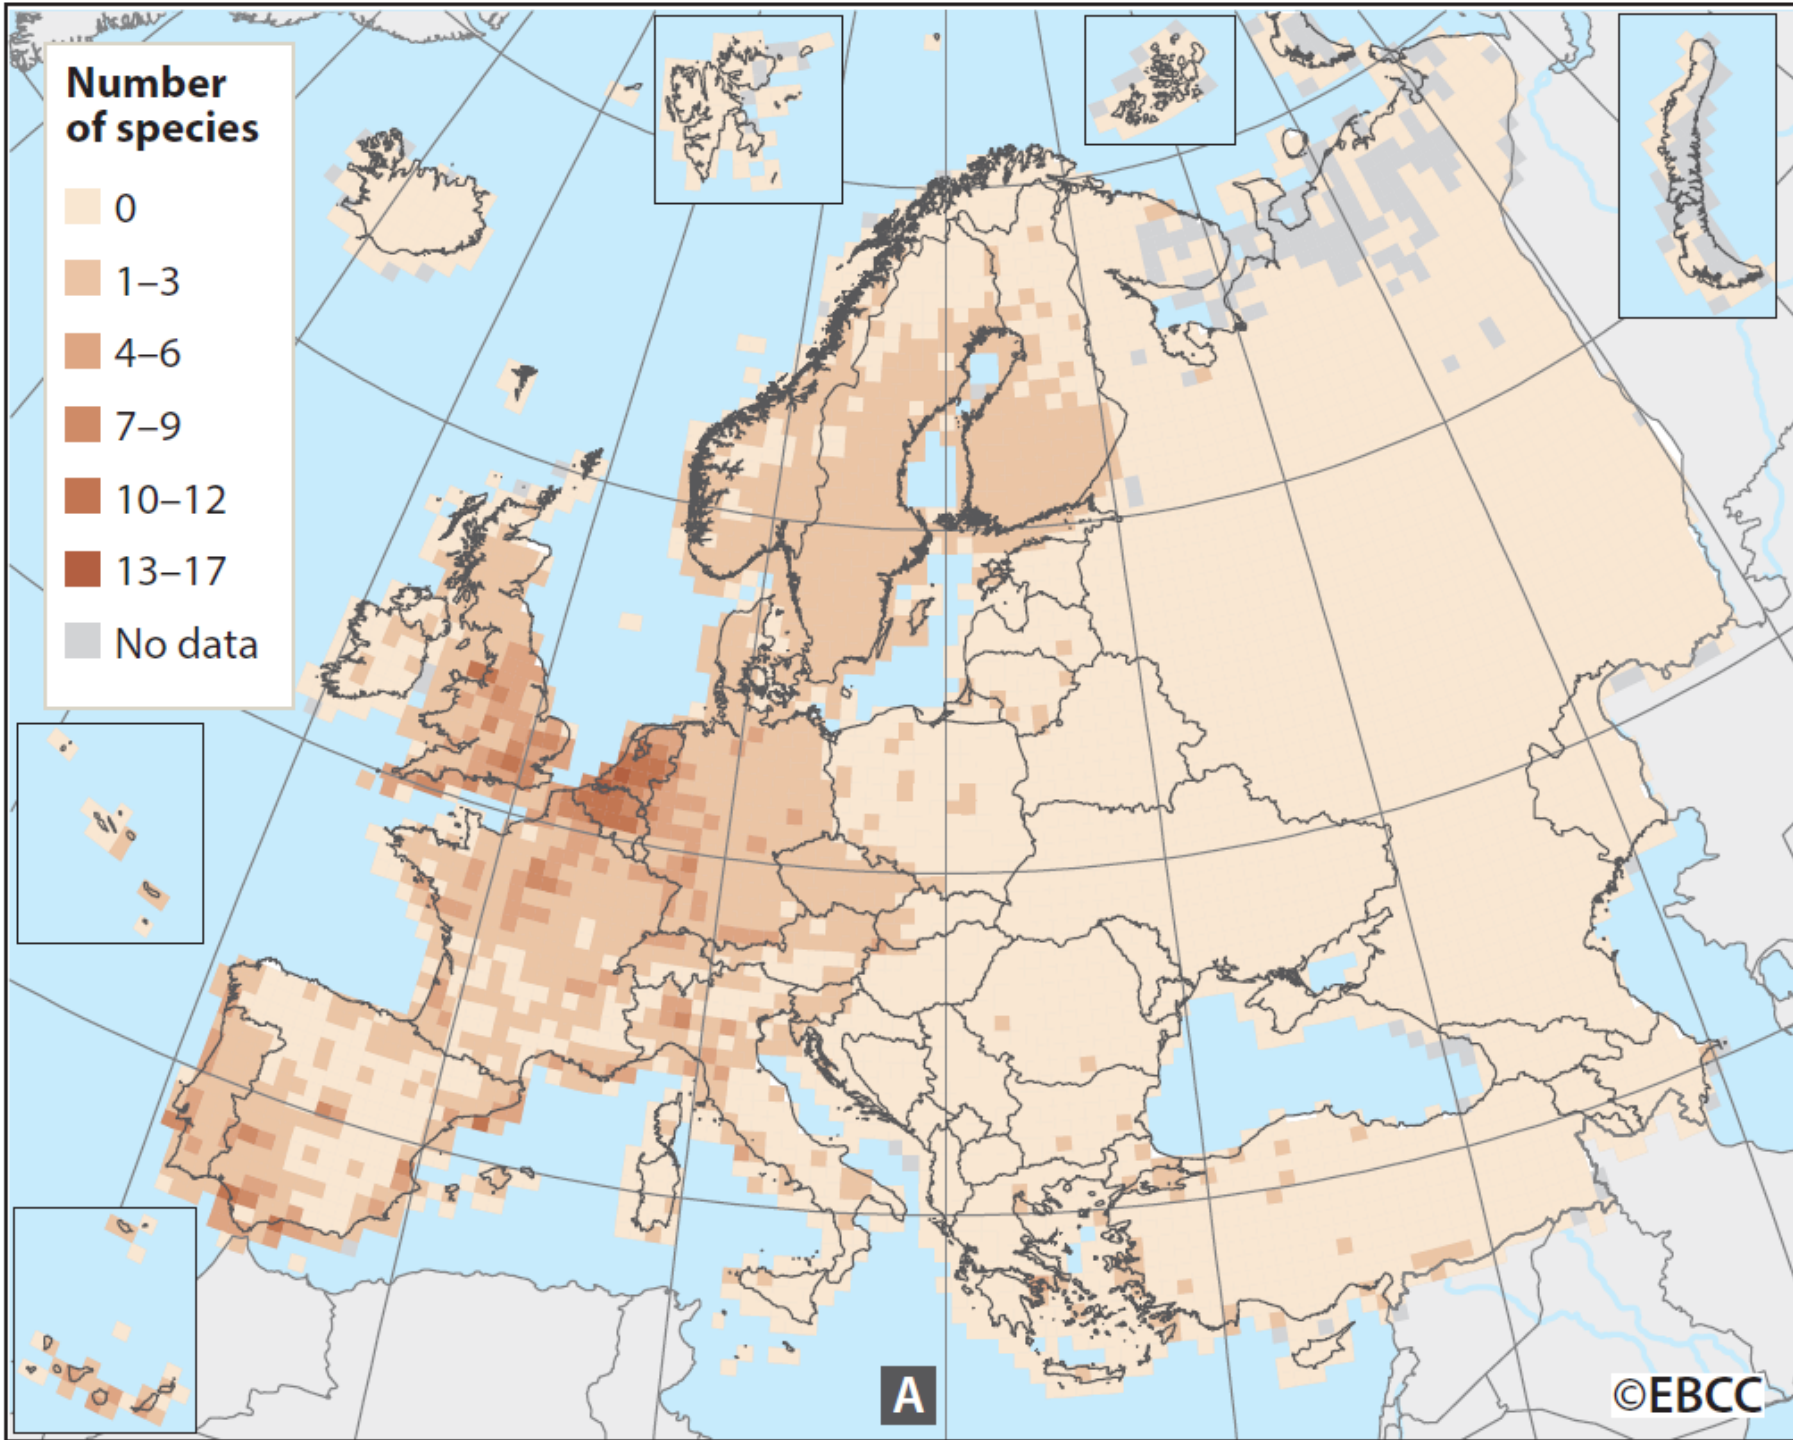 Number
of species
0
1–3
4–6
7–9
10–12
13–17
No data
A
©EBCC